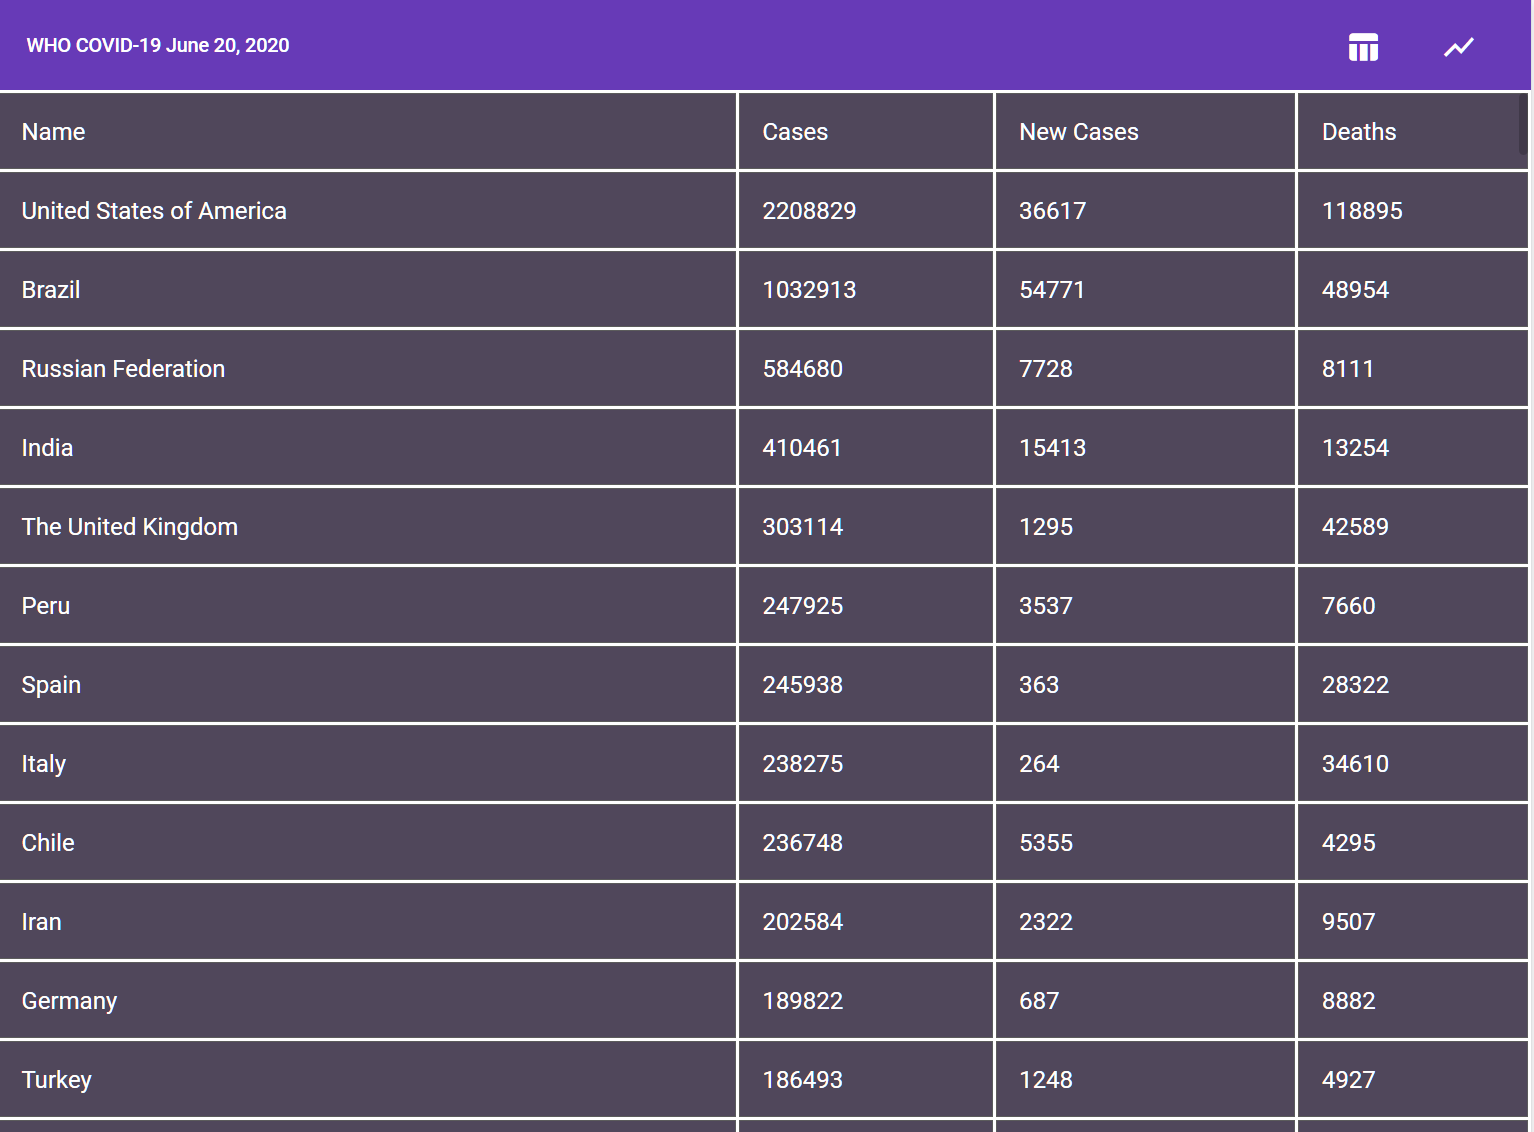 WHO COVID-19 June 20, 2020
Name Cases New Cases Deaths
United States of America 2208829 36617 118895
Brazil 1032913 54771 48954
Russian Federation 584680 7728 8111
India 410461 15413 13254
The United Kingdom 303114 1295 42589
Peru 247925 3537 7660
Spain 245938 363 28322
Italy 238275 264 34610
Chile 236748 5355 4295
Iran 202584 2322 9507
Germany 189822 687 8882
Turkey 186493 1248 4927